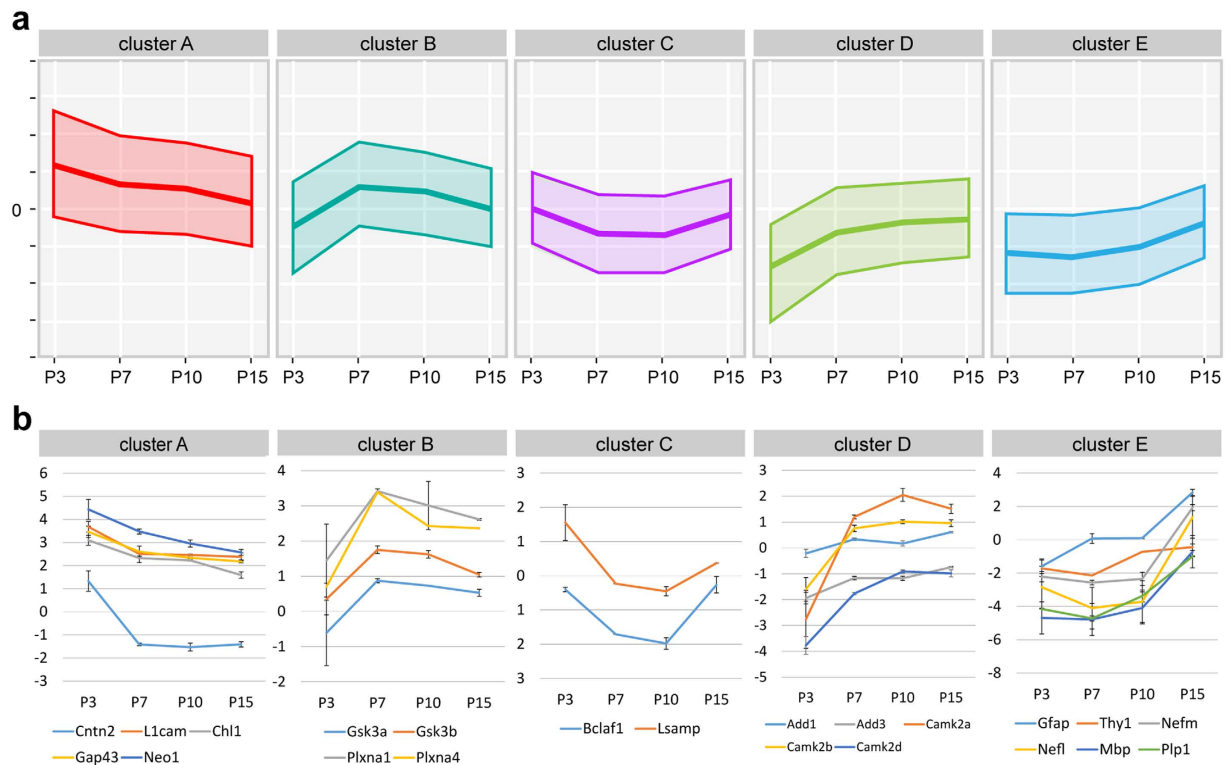 a
cluster A cluster B cluster C cluster D cluster E
0
P3 P7 P10 P15 P3 P7 P10 P15 P3 P7 P10 P15 P3 P7 P10 P15 P3 P7 P10 P15
b
cluster A cluster B cluster C cluster D cluster E
6
5
4
3
2
1
0
-1
-2
-3
P3 P7 P10 P15
Cntn2 L1cam Chl1
Gap43 Neo1
4
3
2
1
0
-1
-2
P3 P7 P10 P15
Gsk3a Gsk3b
Plxna1 Plxna4
3
2
1
0
1
2
3
P3 P7 P10 P15
Bclaf1 Lsamp
3
2
1
0
-1
-2
-3
-4
-5
P3 P7 P10 P15
Add1 Add3 Camk2a
Camk2b Camk2d
4
2
0
-2
-4
-6
-8
P3 P7 P10 P15
Gfap Thy1 Nefm
Nefl Mbp Plp1